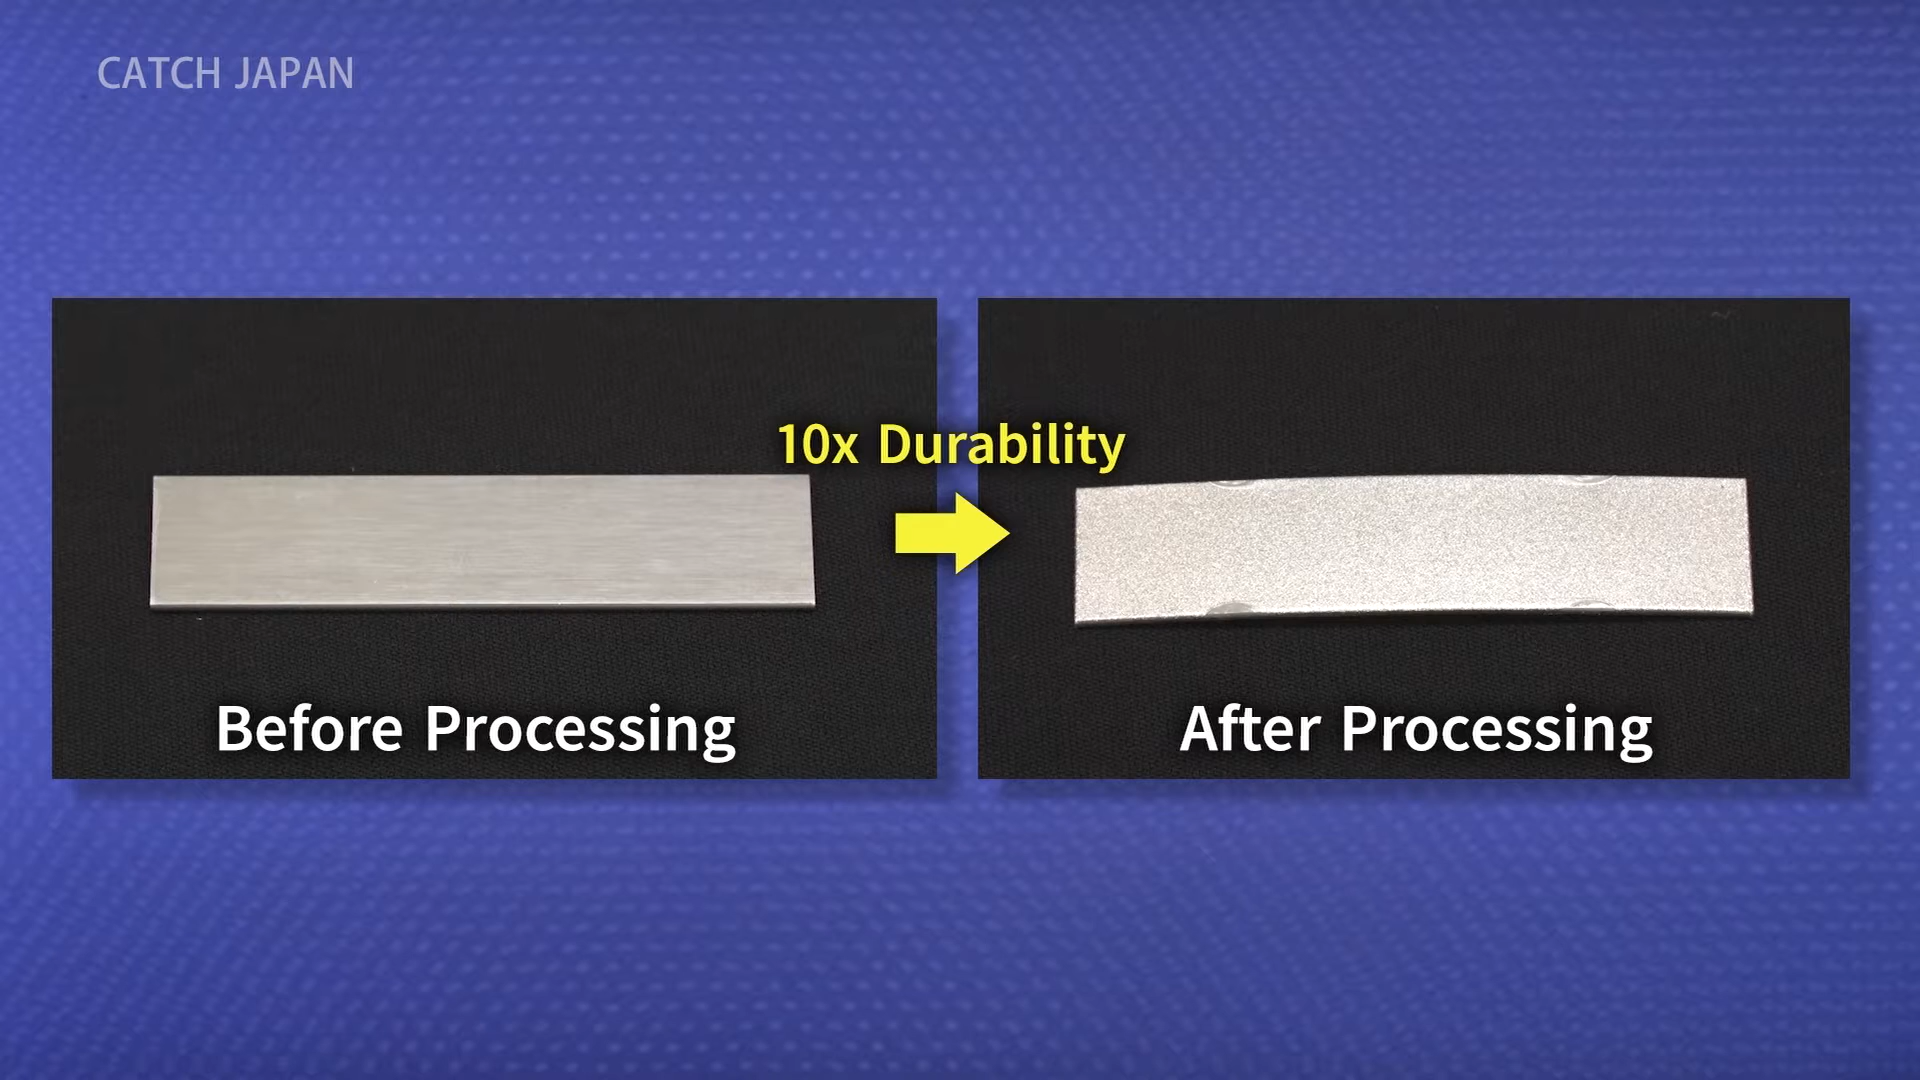 CATCH JAPAN
10x Durability
Before Processing
After Processing